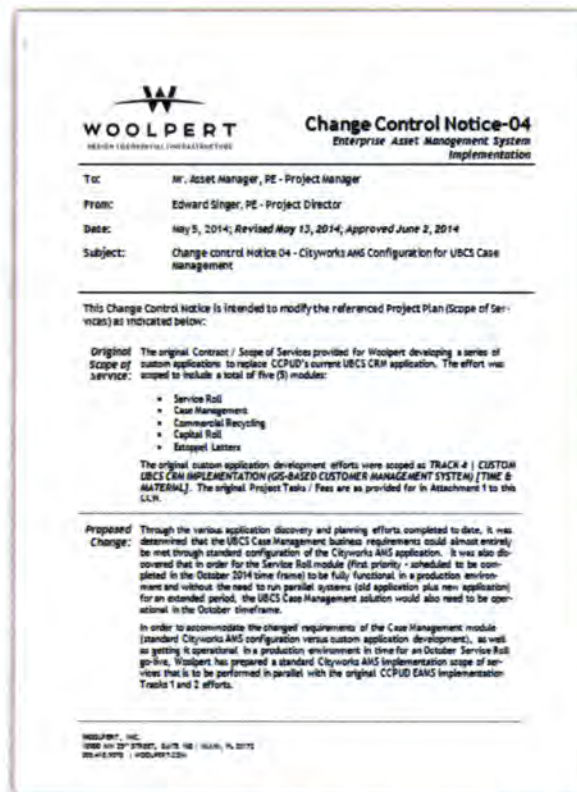 WOOLPERT
DESIGN | GEOSPATIAL | INFRASTRUCTURE
Change Control Notice-04
Enterprise Asset Management System
Implementation
To: Mr. Asset Manager, PE - Project Manager
From: Edward Singer, PE - Project Director
Date: May 5, 2014; Revised May 13, 2014; Approved June 2, 2014
Subject: Change control Notice 04 - Cityworks AMS Configuration for UBCS Case
Management
This Change Control Notice is intended to modify the referenced Project Plan (Scope of Ser-
vices) as indicated below:
Original Scope of Service:
The original Contract / Scope of Services provided for Woolpert developing a series of
custom applications to replace CCPUD's current UBCS CRM application. The effort was
scoped to include a total of five (5) modules:
• Service Roll
• Case Management
• Commercial Recycling
• Capital Roll
• Estoppel Letters
The original custom application development efforts were scoped as TRACK 4 | CUSTOM
UBCS CRM IMPLEMENTATION (GIS-BASED CUSTOMER MANAGEMENT SYSTEM) [TIME &
MATERIAL]. The original Project Tasks / Fees are as provided for in Attachment 1 to this
CCN.
Proposed Change:
Through the various application discovery and planning efforts completed to date, it was
determined that the UBCS Case Management business requirements could almost entirely
be met through standard configuration of the Cityworks AMS application. It was also dis-
covered that in order for the Service Roll module (first priority - scheduled to be com-
pleted in the October 2014 time frame) to be fully functional in a production environ-
ment and without the need to run parallel systems (old application plus new application)
for an extended period, the UBCS Case Management solution would also need to be oper-
ational in the October timeframe.
In order to accommodate the changed requirements of the Case Management module
(standard Cityworks AMS configuration versus custom application development), as well
as getting it operational in a production environment in time for an October Service Roll
go-live, Woolpert has prepared a standard Cityworks AMS implementation scope of ser-
vices that is to be performed in parallel with the original CCPUD EAMS Implementation
Tracks 1 and 2 efforts.
WOOLPERT, INC.
STREET, SUITE | MIAMI, FL 33172
| WOOLPERT.COM